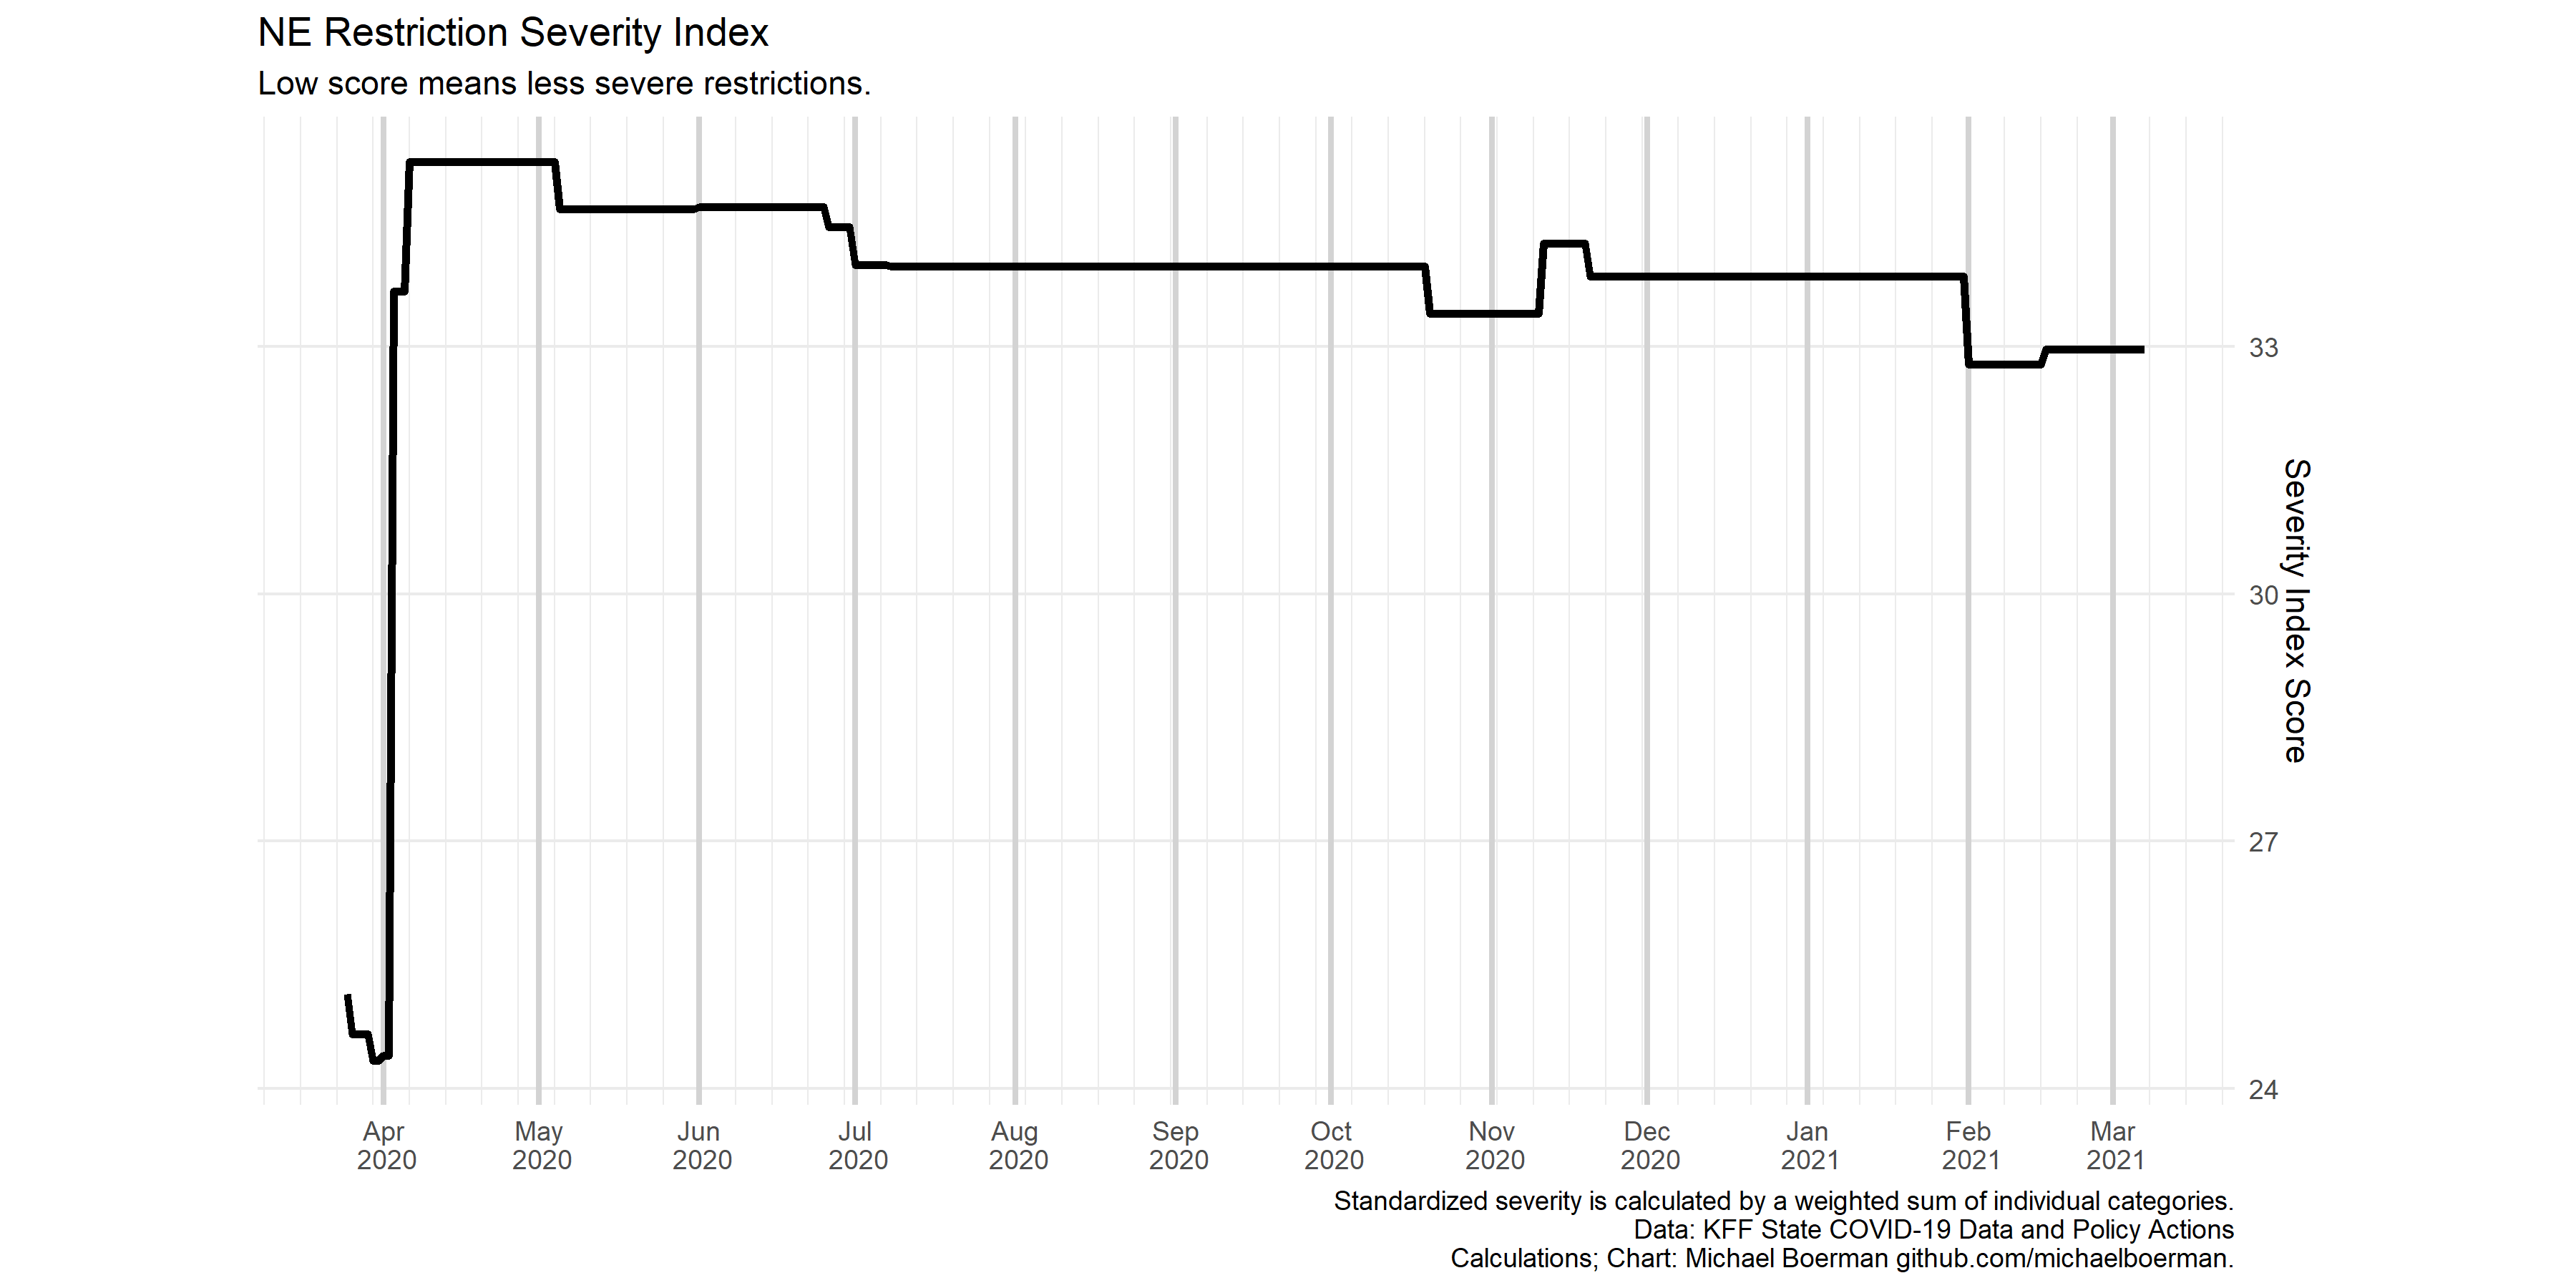 NE Restriction Severity Index
Low score means less severe restrictions.
33
30
27
24
Severity Index Score
Apr May Jun Jul Aug Sep Oct Nov Dec Jan Feb Mar
2020 2020 2020 2020 2020 2020 2020 2020 2020 2021 2021 2021
Standardized severity is calculated by a weighted sum of individual categories.
Data: KFF State COVID-19 Data and Policy Actions
Calculations; Chart: Michael Boerman github.com/michaelboerman.